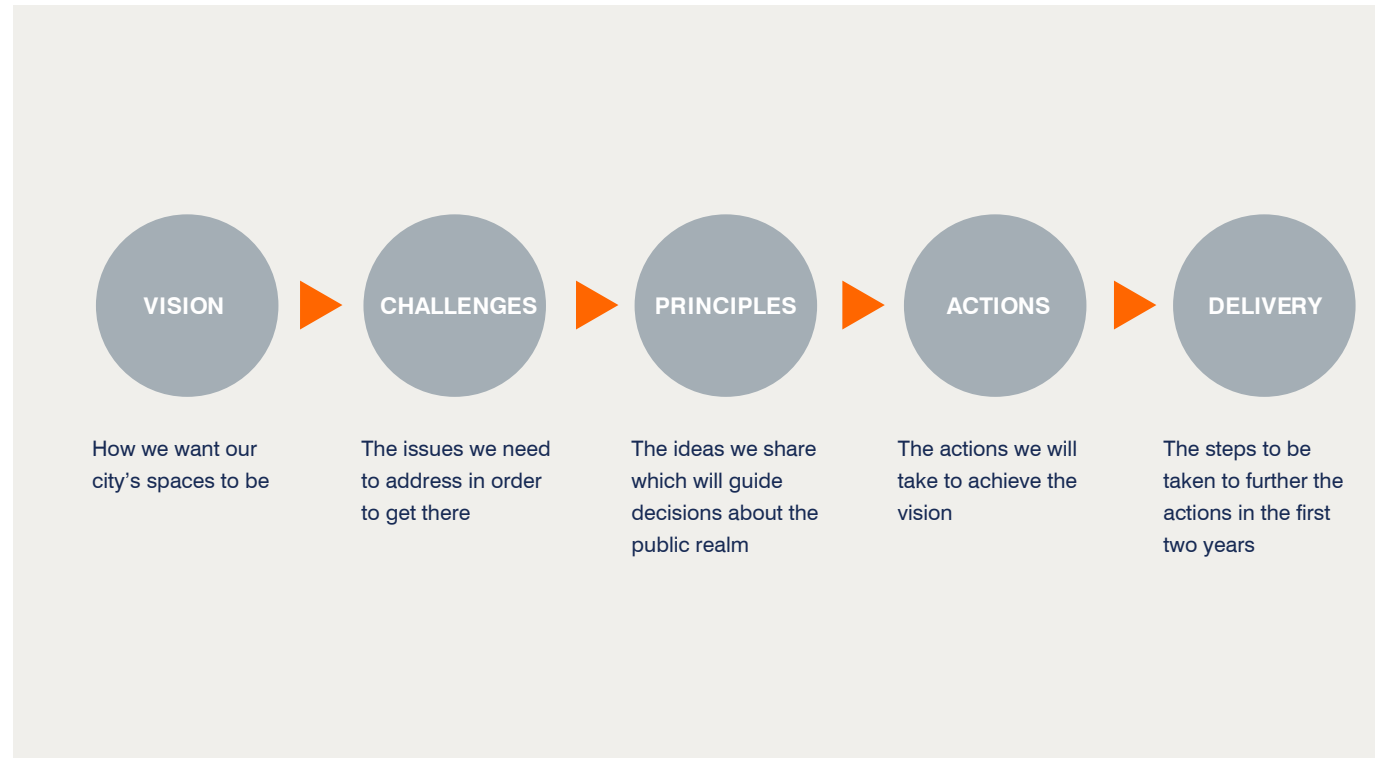 VISION
CHALLENGES
PRINCIPLES
ACTIONS
DELIVERY
How we want our
city’s spaces to be
The issues we need
to address in order
to get there
The ideas we share
which will guide
decisions about the
public realm
The actions we will
take to achieve the
vision
The steps to be
taken to further the
actions in the first
two years